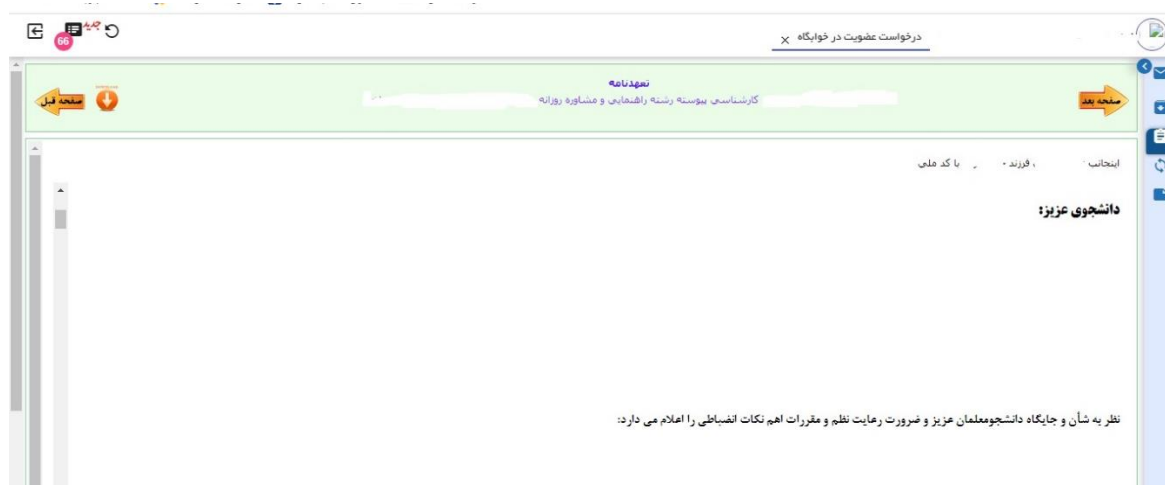 جدید
66
درخواست عضویت در خوابگاه ×
تعهدنامه
صفحه قبل
کارشناسی پیوسته رشته راهنمایی و مشاوره روزانه
صفحه بعد
اینجانب ، فرزند با کد ملی
دانشجوی عزیز:
نظر به شأن و جایگاه دانشجومعلمان عزیز و ضرورت رعایت نظم و مقررات اهم نکات انضباطی را اعلام می دارد: